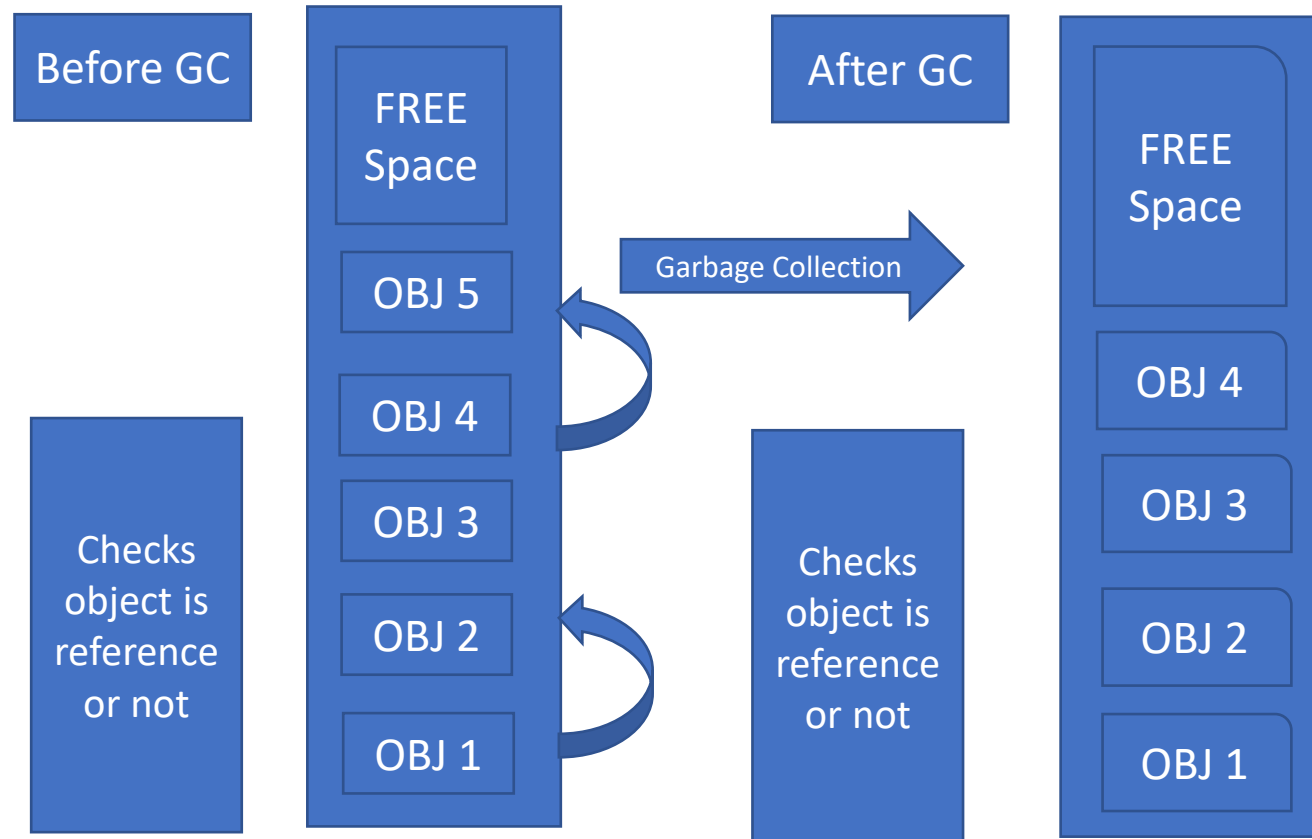 Before GC
FREE
Space
OBJ 5
OBJ 4
OBJ 3
OBJ 2
OBJ 1
Checks
object is
reference
or not
Garbage Collection
After GC
FREE
Space
OBJ 4
OBJ 3
OBJ 2
OBJ 1
Checks
object is
reference
or not